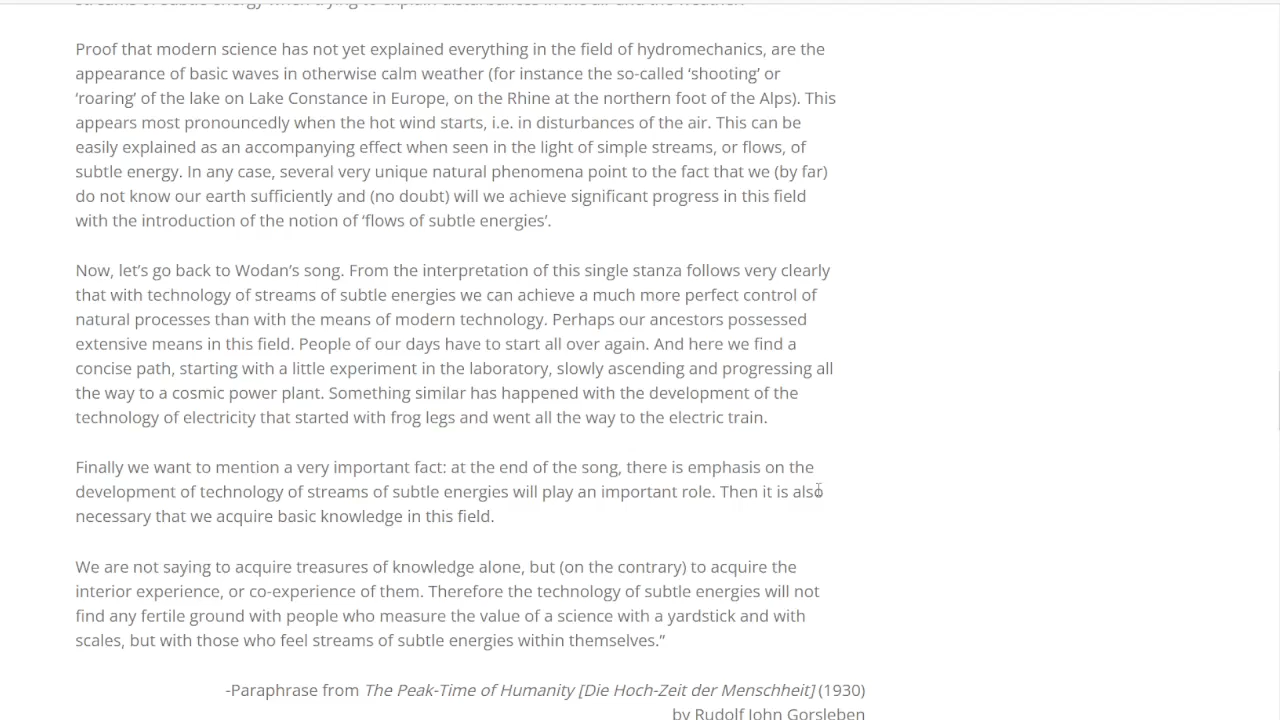 streams of subtle energy when trying to explain disturbances in the air and the weather.
Proof that modern science has not yet explained everything in the field of hydromechanics, are the
appearance of basic waves in otherwise calm weather (for instance the so-called ‘shooting’ or
‘roaring’ of the lake on Lake Constance in Europe, on the Rhine at the northern foot of the Alps). This
appears most pronouncedly when the hot wind starts, i.e. in disturbances of the air. This can be
easily explained as an accompanying effect when seen in the light of simple streams, or flows, of
subtle energy. In any case, several very unique natural phenomena point to the fact that we (by far)
do not know our earth sufficiently and (no doubt) will we achieve significant progress in this field
with the introduction of the notion of ‘flows of subtle energies’.
Now, let’s go back to Wodan’s song. From the interpretation of this single stanza follows very clearly
that with technology of streams of subtle energies we can achieve a much more perfect control of
natural processes than with the means of modern technology. Perhaps our ancestors possessed
extensive means in this field. People of our days have to start all over again. And here we find a
concise path, starting with a little experiment in the laboratory, slowly ascending and progressing all
the way to a cosmic power plant. Something similar has happened with the development of the
technology of electricity that started with frog legs and went all the way to the electric train.
Finally we want to mention a very important fact: at the end of the song, there is emphasis on the
development of technology of streams of subtle energies will play an important role. Then it is also
necessary that we acquire basic knowledge in this field.
We are not saying to acquire treasures of knowledge alone, but (on the contrary) to acquire the
interior experience, or co-experience of them. Therefore the technology of subtle energies will not
find any fertile ground with people who measure the value of a science with a yardstick and with
scales, but with those who feel streams of subtle energies within themselves.“
-Paraphrase from The Peak-Time of Humanity [Die Hoch-Zeit der Menschheit] (1930)
by Rudolf John Gorsleben